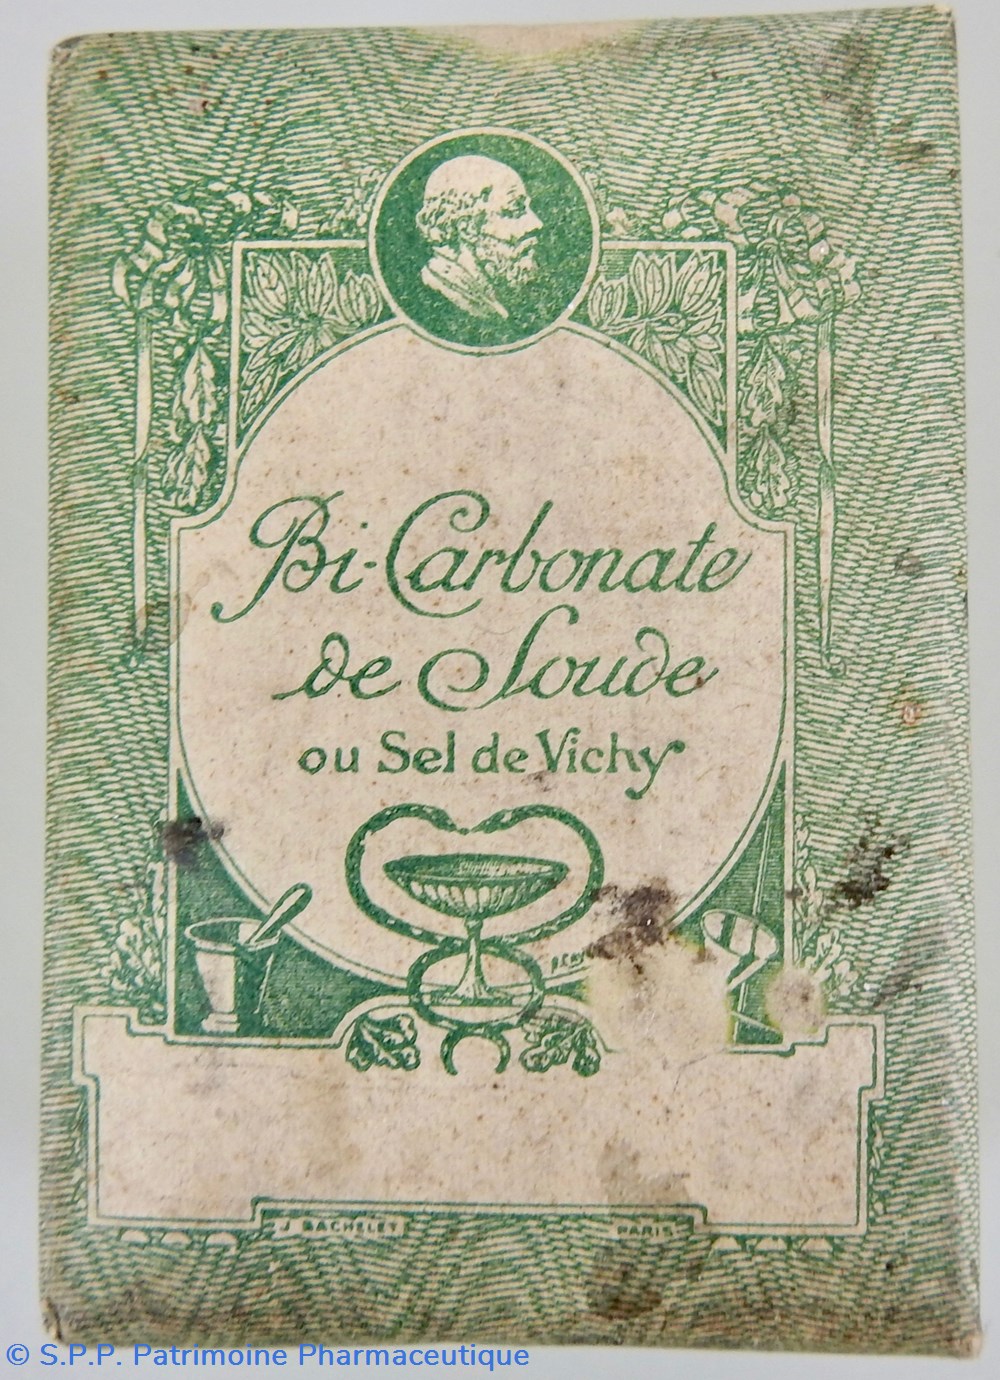 Bi-Carbonate
de Soude
ou Sel de Vichy
J. BACHELET PARIS
© S.P.P. Patrimoine Pharmaceutique